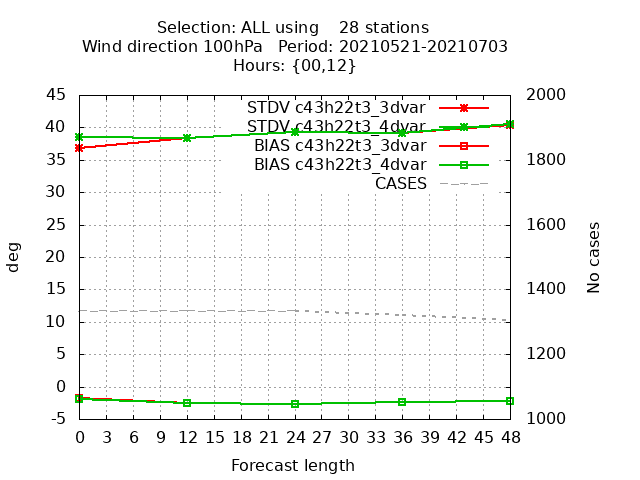 Selection: ALL using    28 stations
Wind direction 100hPa   Period: 20210521-20210703
Hours: {00,12}
STDV c43h22t3_3dvar
STDV c43h22t3_4dvar
BIAS c43h22t3_3dvar
BIAS c43h22t3_4dvar
CASES
45
40
35
30
25
20
15
10
5
0
-5
deg
2000
1800
1600
1400
1200
1000
No cases
0 3 6 9 12 15 18 21 24 27 30 33 36 39 42 45 48
Forecast length